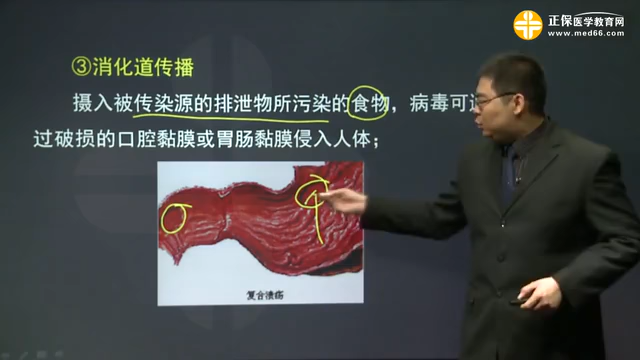 正保医学教育网
www.med66.com
③消化道传播
摄入被传染源的排泄物所污染的食物，病毒可通
过破损的口腔黏膜或胃肠黏膜侵入人体；
复合溃疡